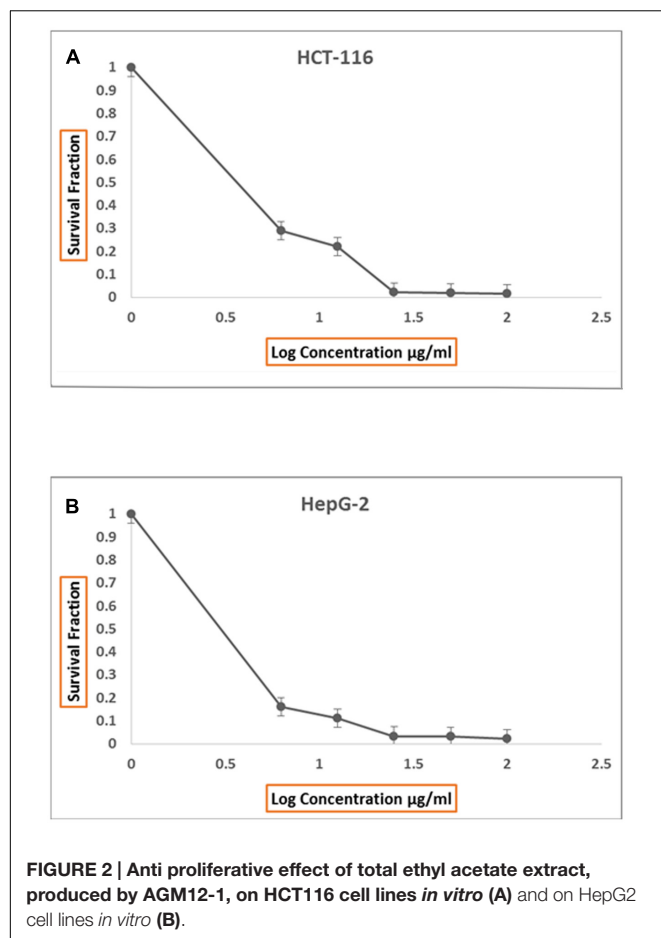 A
HCT-116
1
0.9
0.8
0.7
0.6
0.5
0.4
0.3
0.2
0.1
0
Survival Fraction
0 0.5 1 1.5 2 2.5
Log Concentration µg/ml
B
HepG-2
1
0.9
0.8
0.7
0.6
0.5
0.4
0.3
0.2
0.1
0
Survival Fraction
0 0.5 1 1.5 2 2.5
Log Concentration µg/ml
FIGURE 2 | Anti proliferative effect of total ethyl acetate extract,
produced by AGM12-1, on HCT116 cell lines in vitro (A) and on HepG2
cell lines in vitro (B).